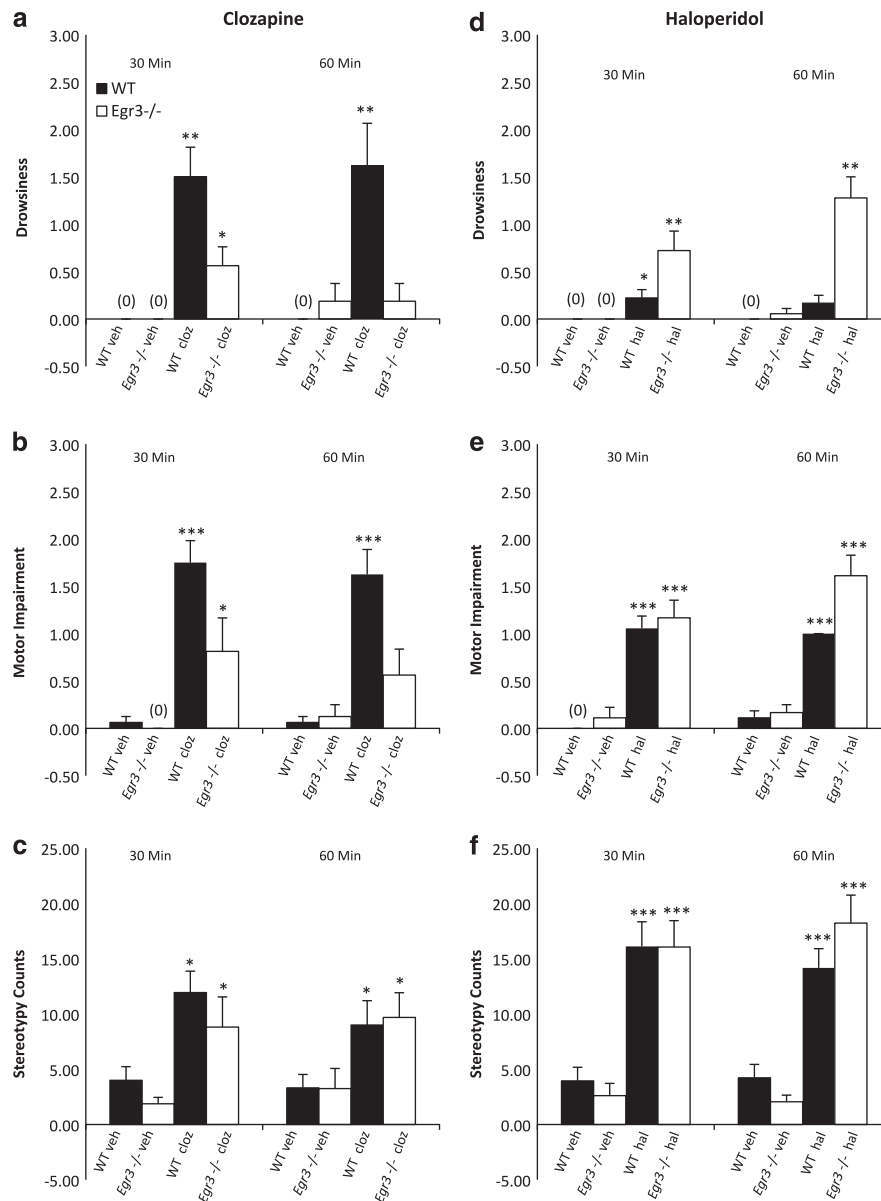 a
Clozapine
3.00
2.50
2.00
1.50
1.00
0.50
0.00
-0.50
Drowsiness
30 Min
60 Min
WT
Egr3-/-
(0)
(0)
**
*
(0)
**
WT veh
Egr3 -/- veh
WT cloz
Egr3 -/- cloz
WT veh
Egr3 -/- veh
WT cloz
Egr3 -/- cloz
d
Haloperidol
3.00
2.50
2.00
1.50
1.00
0.50
0.00
-0.50
Drowsiness
30 Min
60 Min
(0)
(0)
*
**
(0)
**
WT veh
Egr3 -/- veh
WT hal
Egr3 -/- hal
WT veh
Egr3 -/- veh
WT hal
Egr3 -/- hal
b
3.00
2.50
2.00
1.50
1.00
0.50
0.00
-0.50
Motor Impairment
30 Min
60 Min
(0)
***
*
***
WT veh
Egr3 -/- veh
WT cloz
Egr3 -/- cloz
WT veh
Egr3 -/- veh
WT cloz
Egr3 -/- cloz
e
3.00
2.50
2.00
1.50
1.00
0.50
0.00
-0.50
Motor Impairment
30 Min
60 Min
(0)
***
***
***
***
WT veh
Egr3 -/- veh
WT hal
Egr3 -/- hal
WT veh
Egr3 -/- veh
WT hal
Egr3 -/- hal
c
25.00
20.00
15.00
10.00
5.00
0.00
-5.00
Stereotypy Counts
30 Min
60 Min
*
*
*
*
WT veh
Egr3 -/- veh
WT cloz
Egr3 -/- cloz
WT veh
Egr3 -/- veh
WT cloz
Egr3 -/- cloz
f
25.00
20.00
15.00
10.00
5.00
0.00
-5.00
Stereotypy Counts
30 Min
60 Min
***
***
***
***
WT veh
Egr3 -/- veh
WT hal
Egr3 -/- hal
WT veh
Egr3 -/- veh
WT hal
Egr3 -/- hal